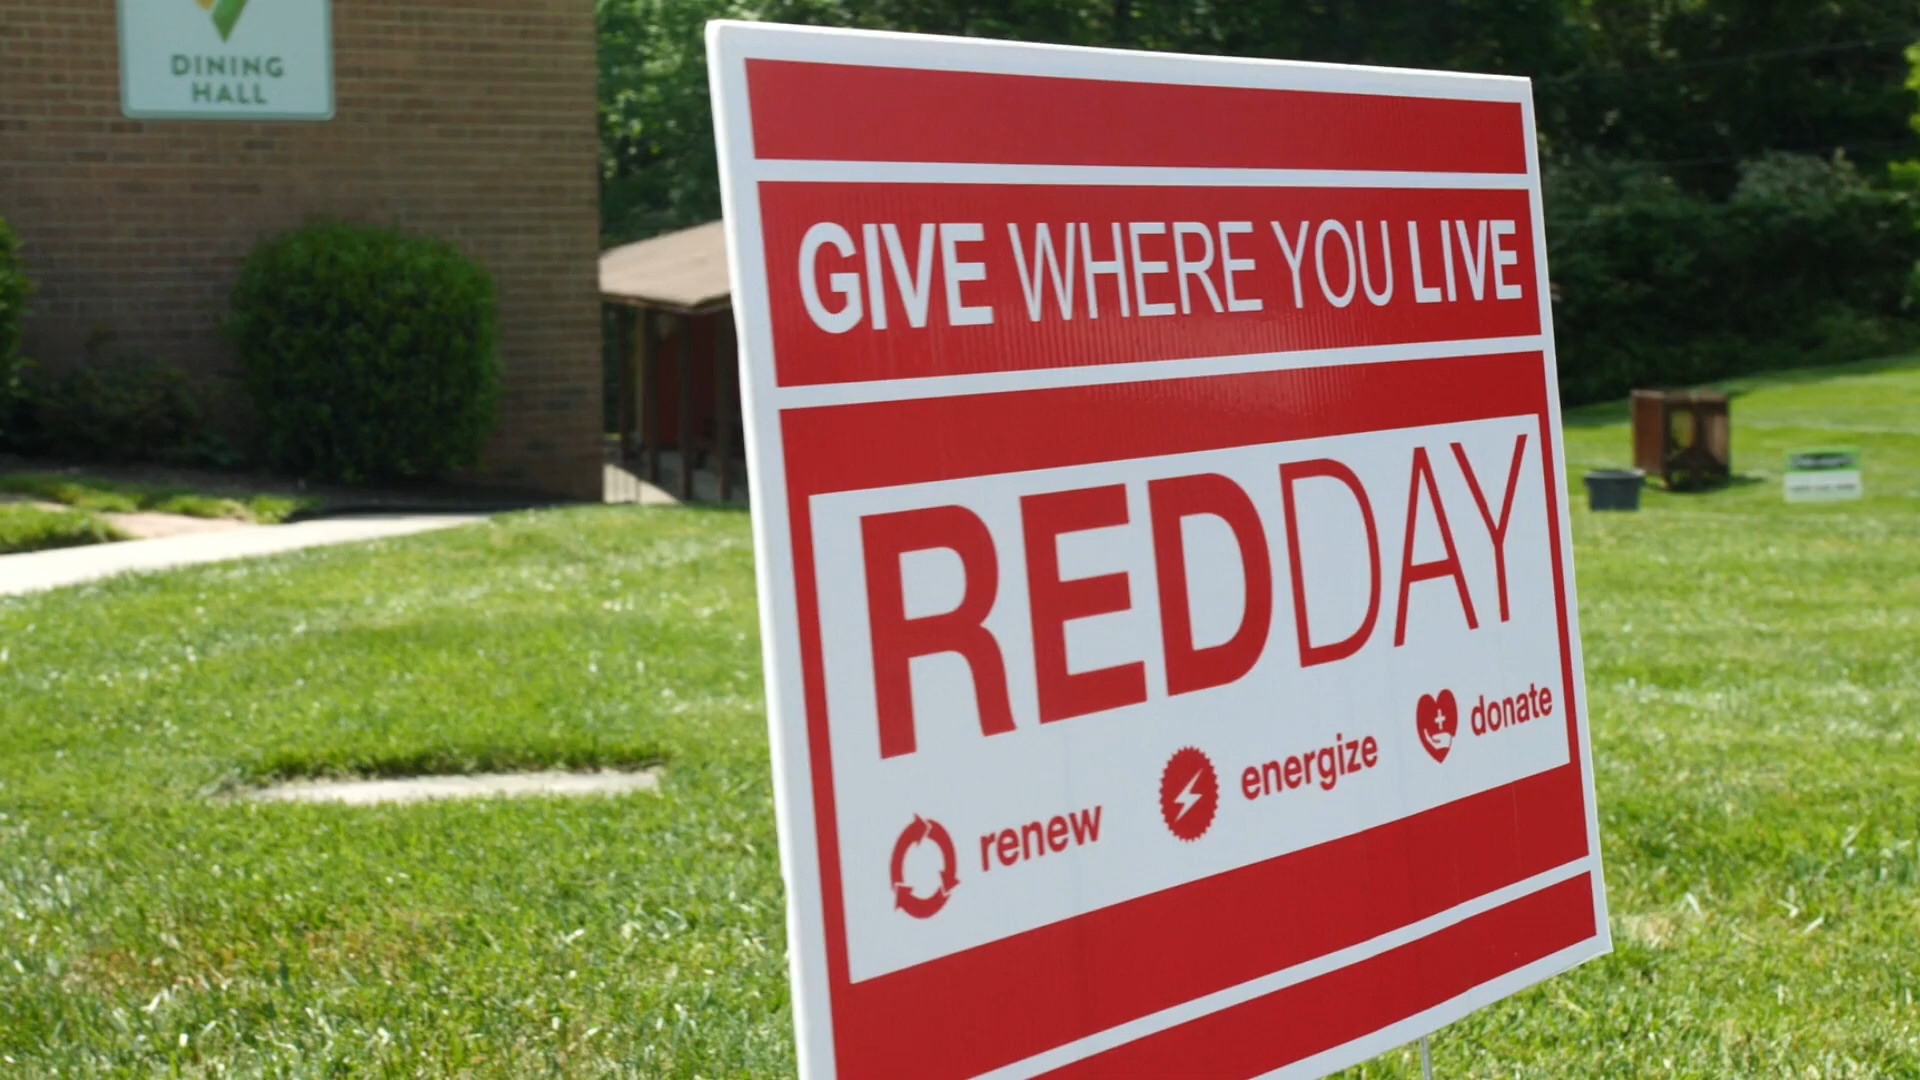 DINING
HALL
GIVE WHERE YOU LIVE
REDDAY
renew
energize
donate